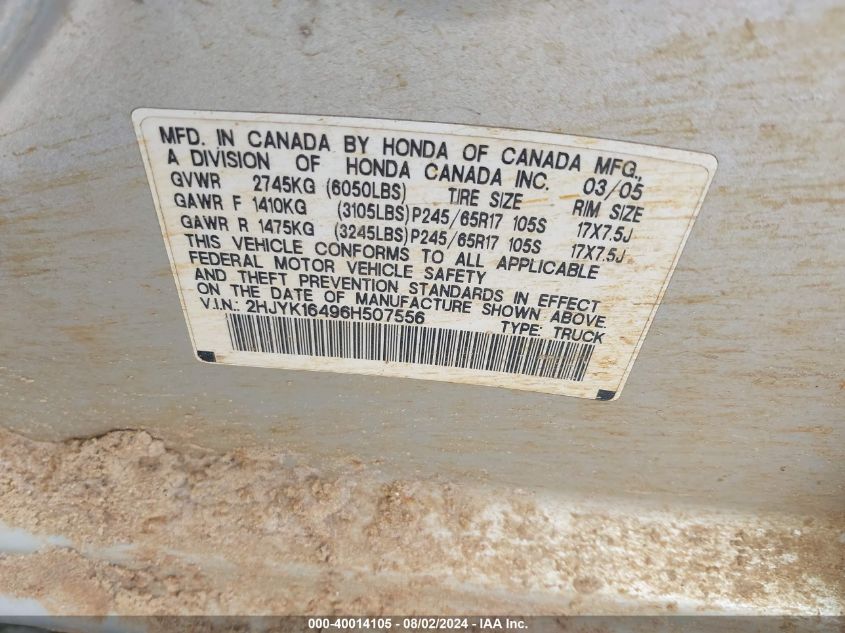 MFD. IN CANADA BY HONDA OF CANADA MFG.,
A DIVISION OF HONDA CANADA INC. 03/05
GVWR 2745KG (6050LBS) TIRE SIZE RIM SIZE
GAWR F 1410KG (3105LBS) P245/65R17 105S 17X7.5J
GAWR R 1475KG (3245LBS) P245/65R17 105S 17X7.5J
THIS VEHICLE CONFORMS TO ALL APPLICABLE
FEDERAL MOTOR VEHICLE SAFETY
AND THEFT PREVENTION STANDARDS IN EFFECT
ON THE DATE OF MANUFACTURE SHOWN ABOVE.
V.I.N.: 2HJYK16496H507556 TYPE: TRUCK
000-40014105 - 08/02/2024 - IAA Inc.